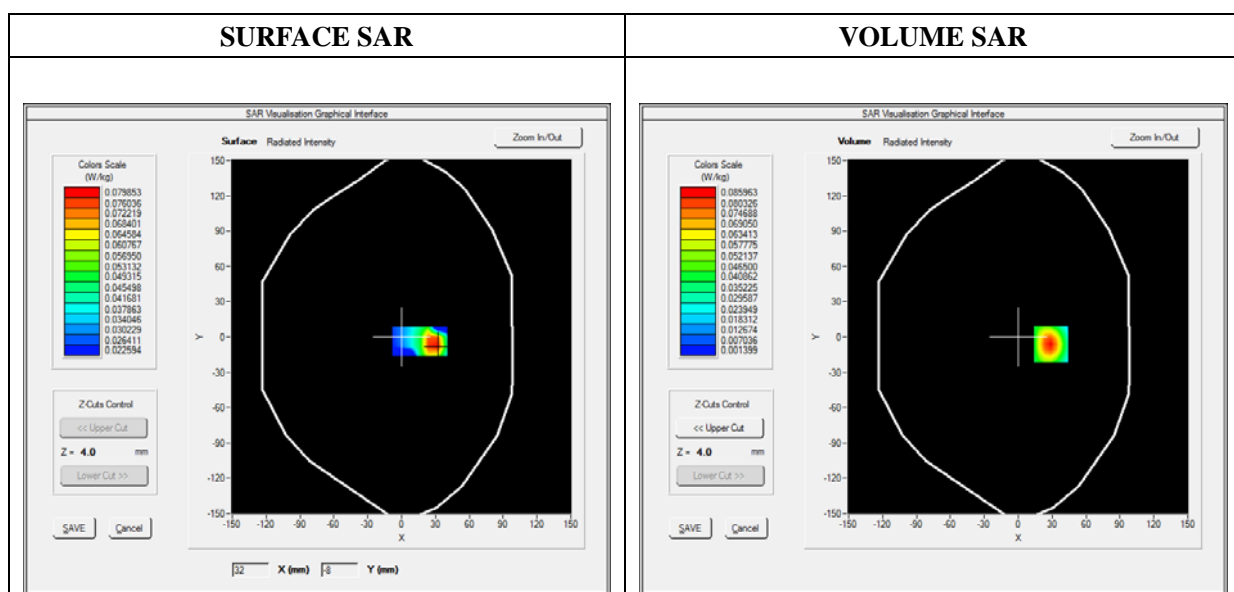 SURFACE SAR
VOLUME SAR
SAR Visualisation Graphical Interface
Surface Radiated Intensity
Zoom In/Out
Colors Scale
(W/kg)
0.079853
0.076036
0.072219
0.068401
0.064584
0.060767
0.056950
0.053132
0.049315
0.045498
0.041681
0.037863
0.034046
0.030229
0.026411
0.022594
Z-Cuts Control
<< Upper Cut
Z = 4.0 mm
Lower Cut >>
SAVE
Cancel
150
120
90
60
30
0
-30
-60
-90
-120
-150
Y
-150 -120 -90 -60 -30 0 30 60 90 120 150
X
32 X (mm) -8 Y (mm)
SAR Visualisation Graphical Interface
Volume Radiated Intensity
Zoom In/Out
Colors Scale
(W/kg)
0.085963
0.080326
0.074688
0.069050
0.063413
0.057775
0.052137
0.046500
0.040862
0.035225
0.029587
0.023949
0.018312
0.012674
0.007036
0.001399
Z-Cuts Control
<< Upper Cut
Z = 4.0 mm
Lower Cut >>
SAVE
Cancel
150
120
90
60
30
0
-30
-60
-90
-120
-150
Y
-150 -120 -90 -60 -30 0 30 60 90 120 150
X